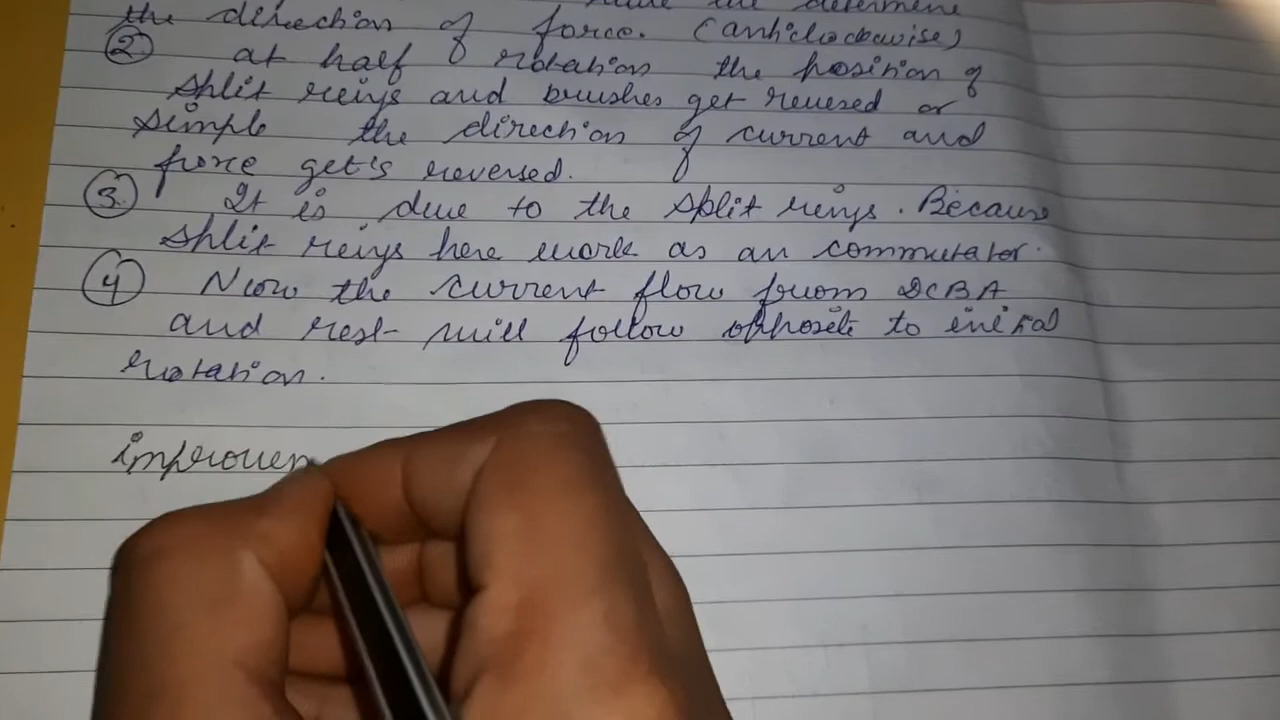 the direction of force. (anticlockwise)
② at half rotation the position of
split rings and brushes get reversed or
simple the direction of current and
force get's reversed.
③ It is due to the split rings. Because
split rings here work as an commutator.
④ Now the current flow from DCBA
and rest will follow opposite to
rotation.
improvem